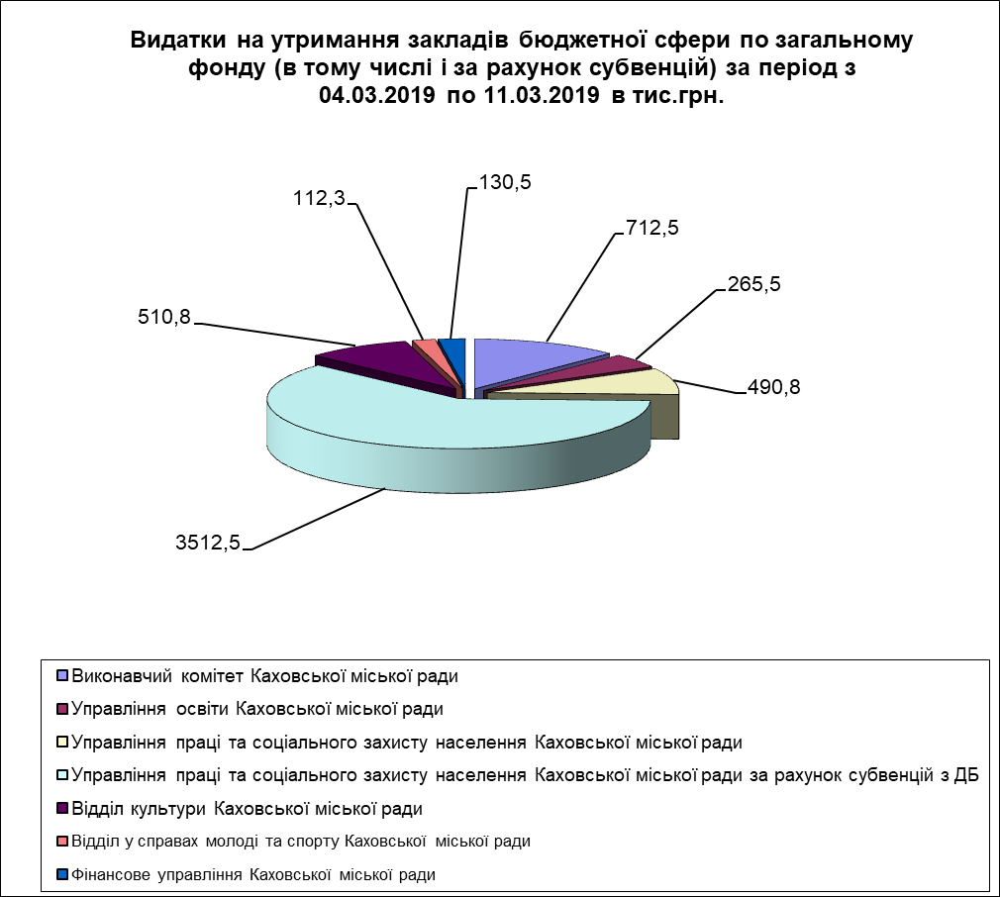 Видатки на утримання закладів бюджетної сфери по загальному
фонду (в тому числі і за рахунок субвенцій) за період з
04.03.2019 по 11.03.2019 в тис.грн.
130,5
112,3
712,5
265,5
510,8
490,8
3512,5
Виконавчий комітет Каховської міської ради
Управління освіти Каховської міської ради
Управління праці та соціального захисту населення Каховської міської ради
Управління праці та соціального захисту населення Каховської міської ради за рахунок субвенцій з ДБ
Відділ культури Каховської міської ради
Відділ у справах молоді та спорту Каховської міської ради
Фінансове управління Каховської міської ради